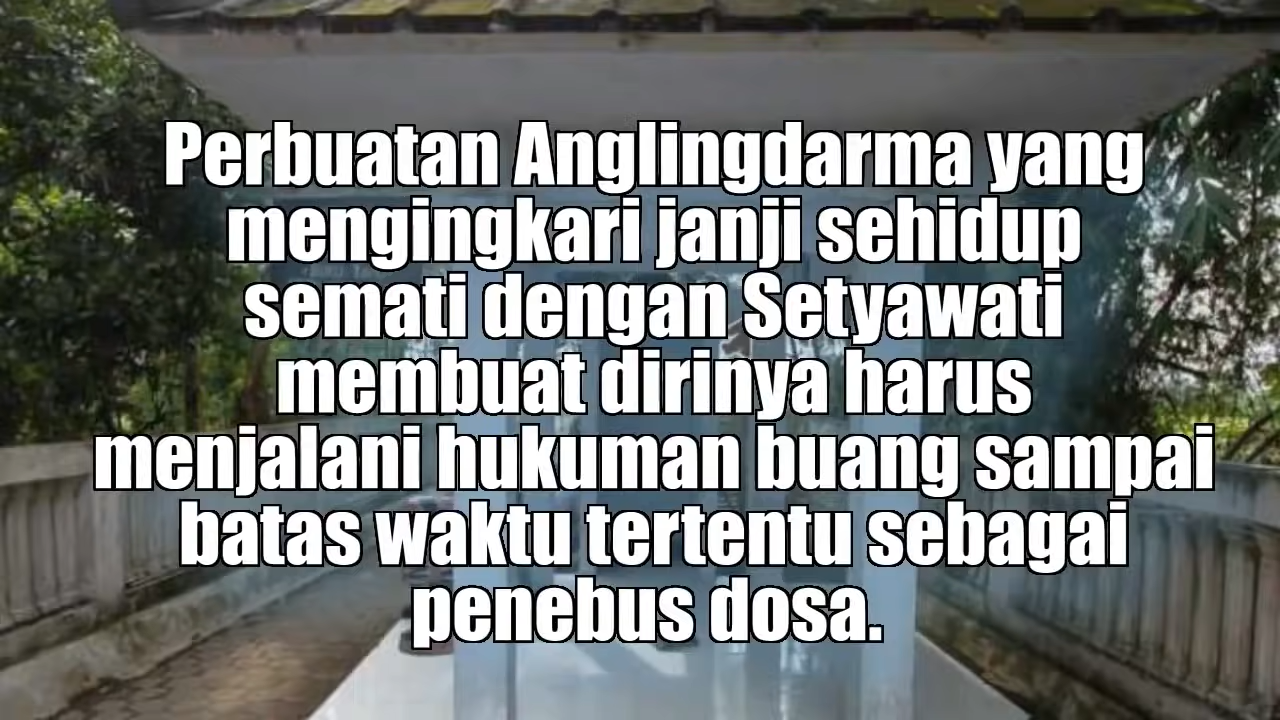 Perbuatan Anglingdarma yang
mengingkari janji sehidup
semati dengan Setyawati
membuat dirinya harus
menjalani hukuman buang sampai
batas waktu tertentu sebagai
penebus dosa.